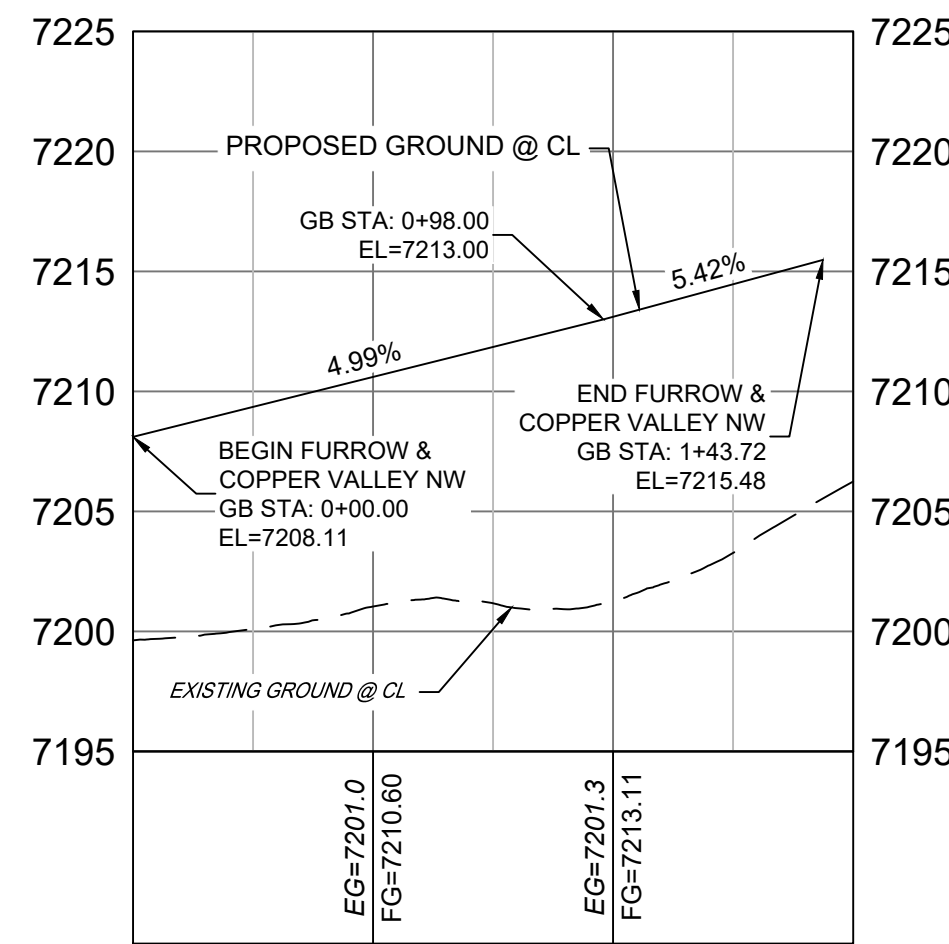 7225
7225
7220
PROPOSED GROUND @ CL
7220
GB STA: 0+98.00
EL=7213.00
7215
5.42%
7215
4.99%
7210
END FURROW &
COPPER VALLEY NW
GB STA: 1+43.72
EL=7215.48
7210
BEGIN FURROW &
COPPER VALLEY NW
GB STA: 0+00.00
EL=7208.11
7205
7205
7200
7200
EXISTING GROUND @ CL
7195
7195
EG=7201.0
FG=7210.60
EG=7201.3
FG=7213.11